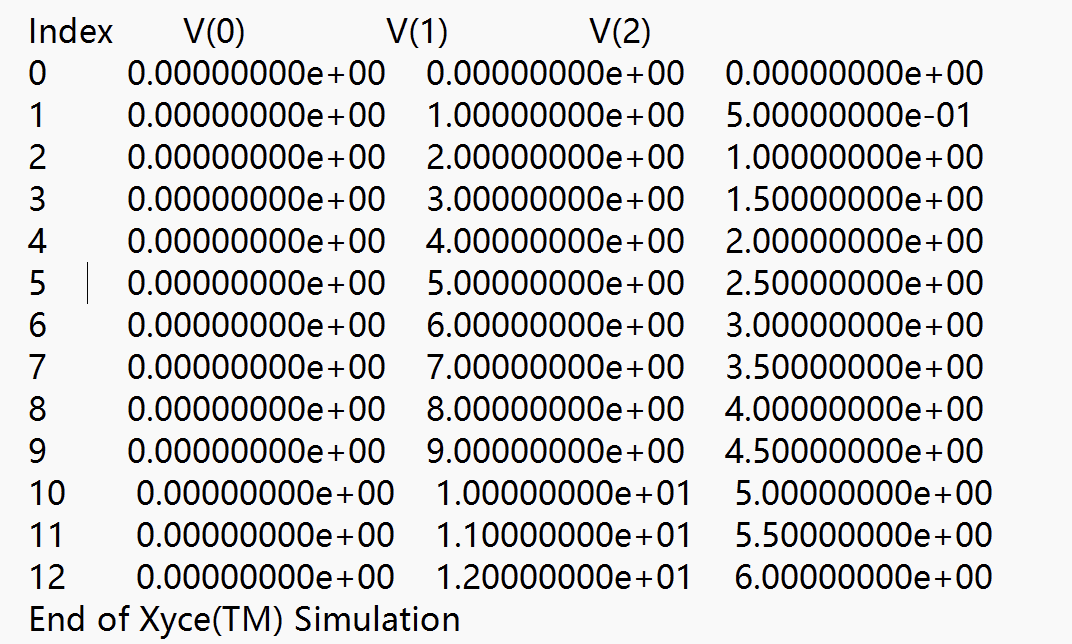 Index V(0) V(1) V(2)
0 0.00000000e+00 0.00000000e+00 0.00000000e+00
1 0.00000000e+00 1.00000000e+00 5.00000000e-01
2 0.00000000e+00 2.00000000e+00 1.00000000e+00
3 0.00000000e+00 3.00000000e+00 1.50000000e+00
4 0.00000000e+00 4.00000000e+00 2.00000000e+00
5 0.00000000e+00 5.00000000e+00 2.50000000e+00
6 0.00000000e+00 6.00000000e+00 3.00000000e+00
7 0.00000000e+00 7.00000000e+00 3.50000000e+00
8 0.00000000e+00 8.00000000e+00 4.00000000e+00
9 0.00000000e+00 9.00000000e+00 4.50000000e+00
10 0.00000000e+00 1.00000000e+01 5.00000000e+00
11 0.00000000e+00 1.10000000e+01 5.50000000e+00
12 0.00000000e+00 1.20000000e+01 6.00000000e+00
End of Xyce(TM) Simulation